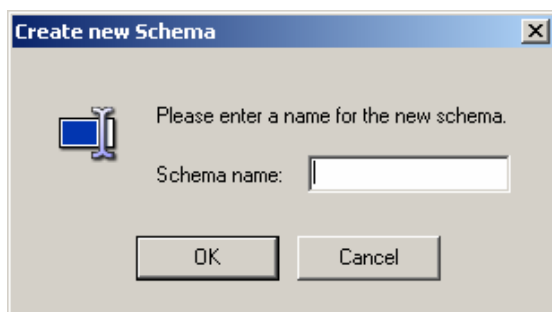 Create new Schema
Please enter a name for the new schema.
Schema name:
OK Cancel